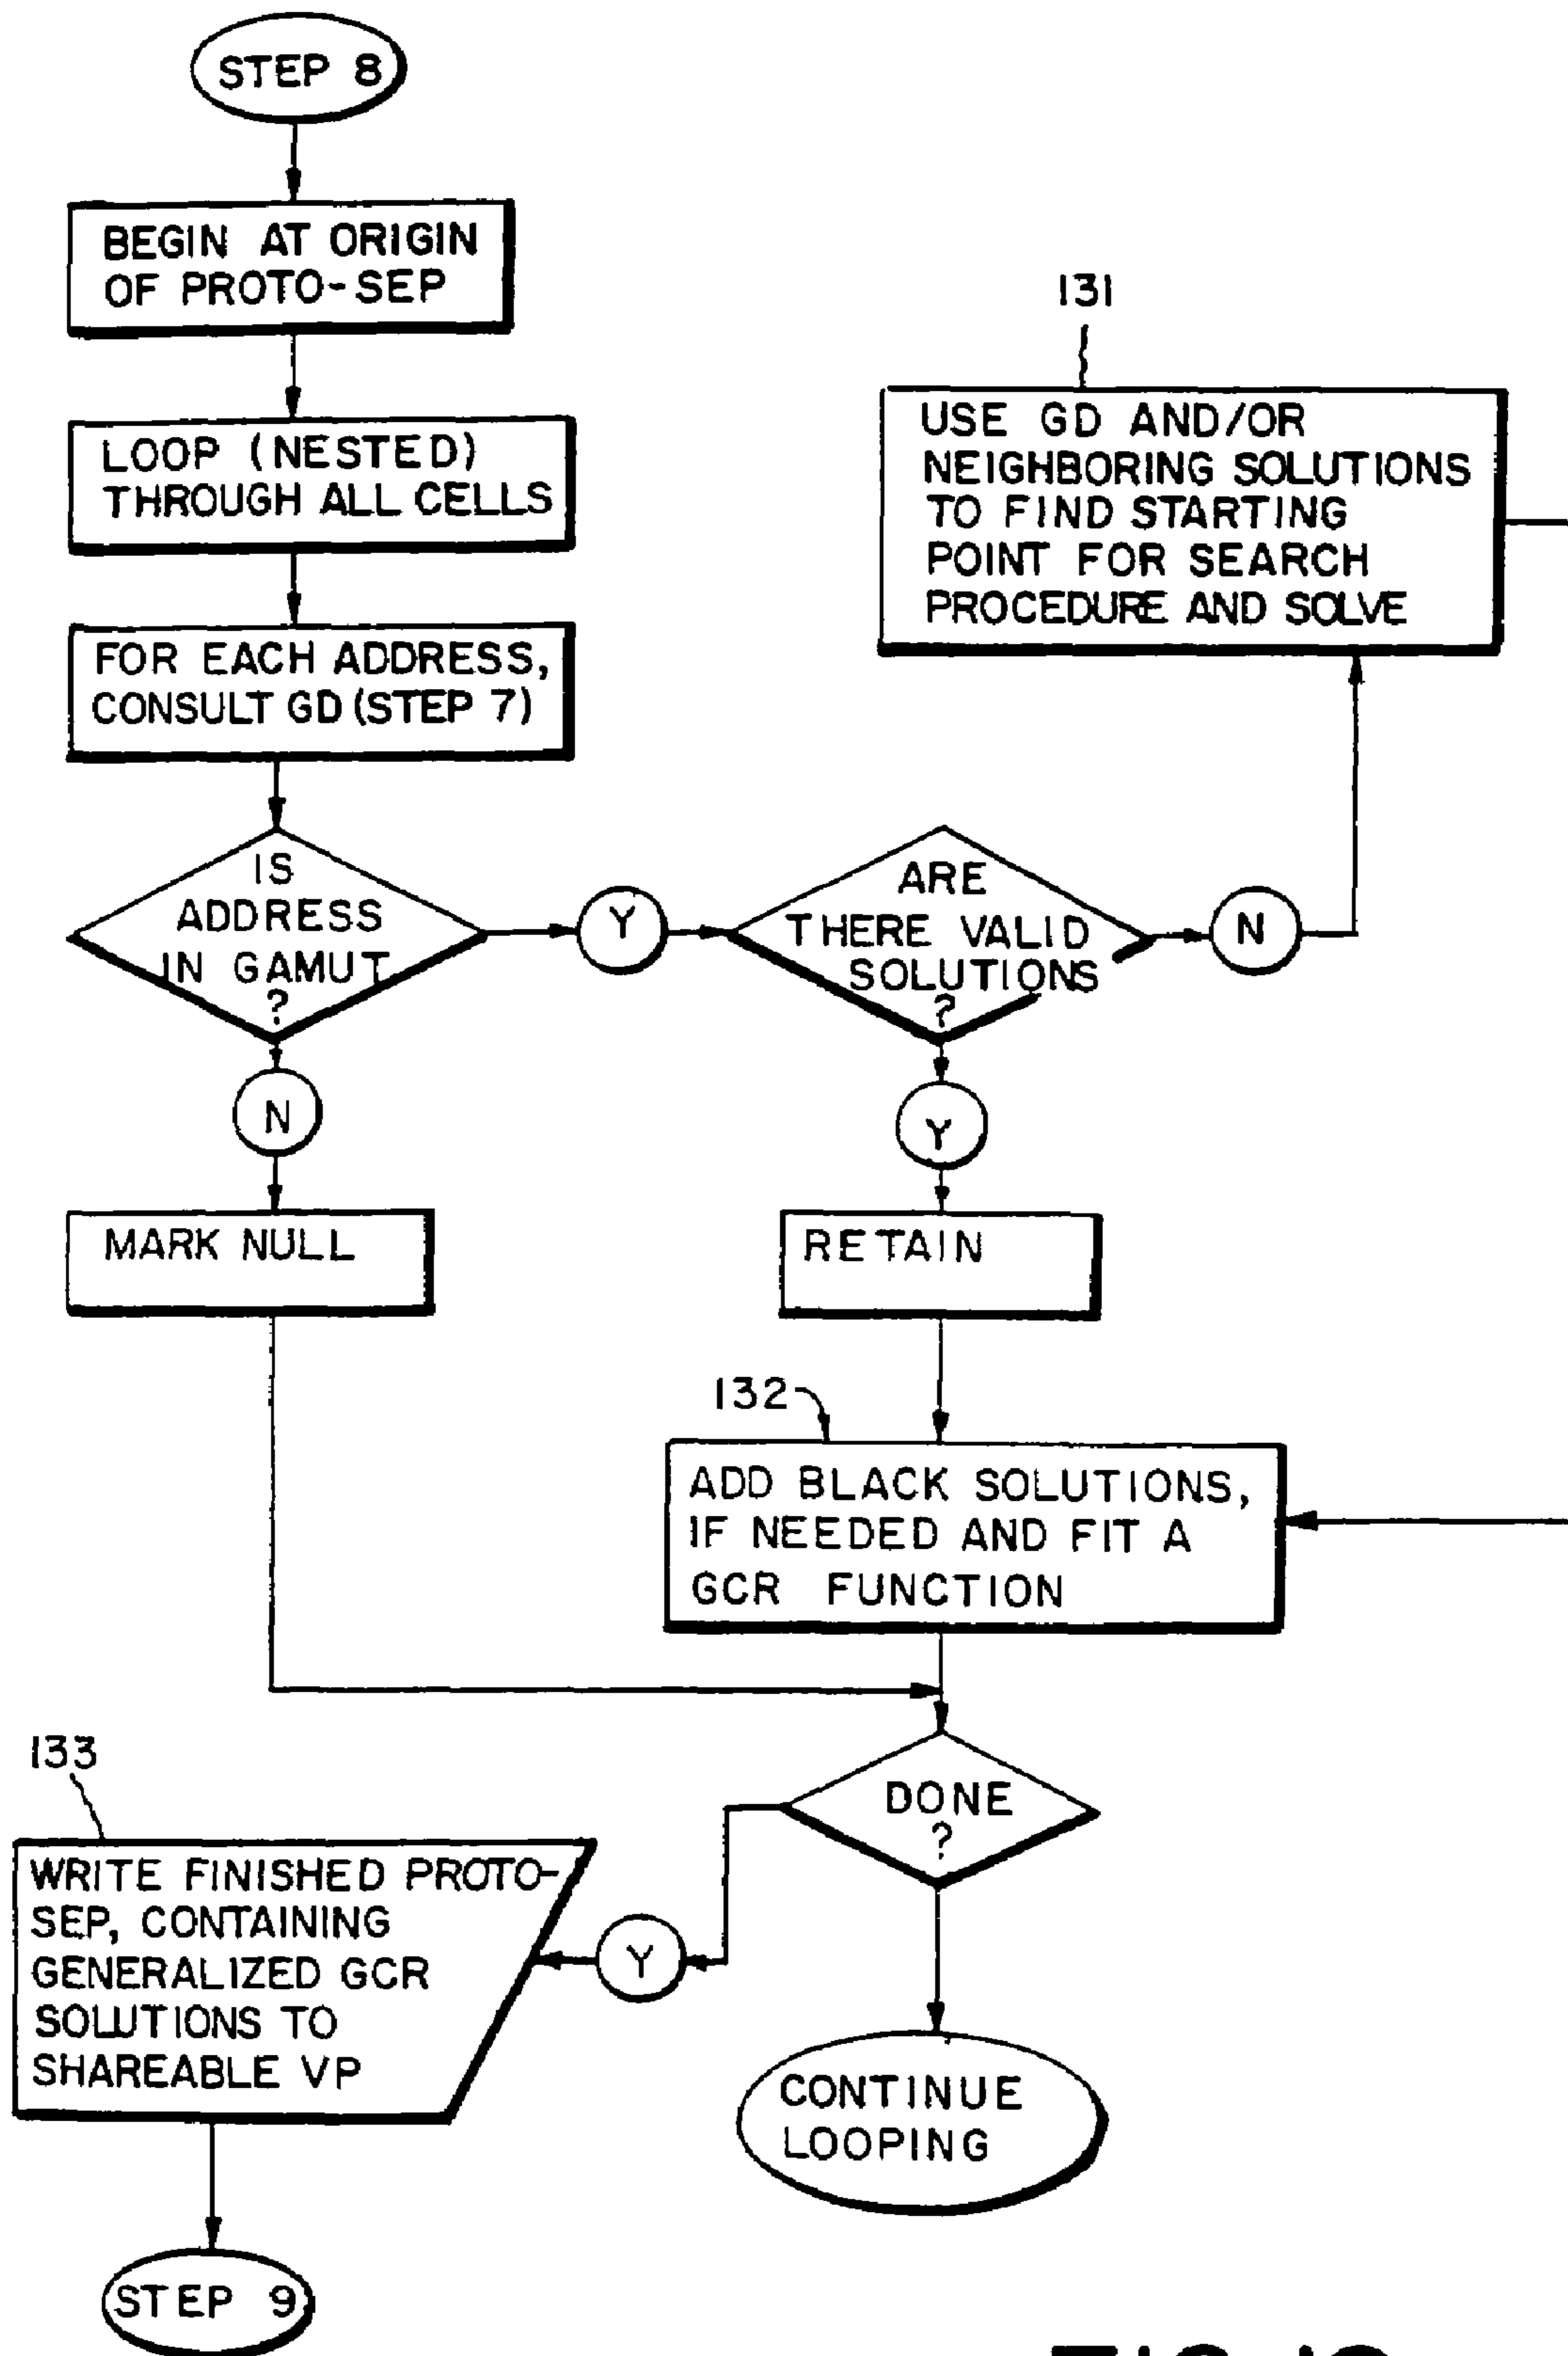 STEP 8
BEGIN AT ORIGIN
OF PROTO-SEP
LOOP (NESTED)
THROUGH ALL CELLS
FOR EACH ADDRESS,
CONSULT GD (STEP 7)
IS
ADDRESS
IN GAMUT
?
Y
ARE
THERE VALID
SOLUTIONS
?
N
131
USE GD AND/OR
NEIGHBORING SOLUTIONS
TO FIND STARTING
POINT FOR SEARCH
PROCEDURE AND SOLVE
N
MARK NULL
Y
RETAIN
132
ADD BLACK SOLUTIONS,
IF NEEDED AND FIT A
GCR FUNCTION
DONE
?
Y
133
WRITE FINISHED PROTO-
SEP, CONTAINING
GENERALIZED GCR
SOLUTIONS TO
SHAREABLE VP
CONTINUE
LOOPING
STEP 9